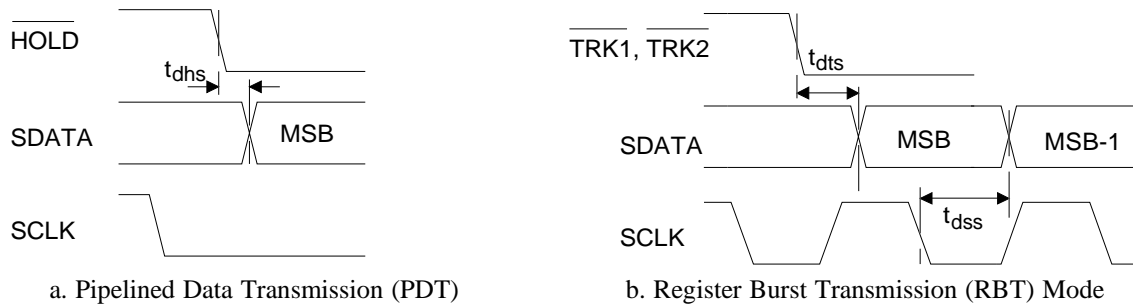 HOLD
t_dhs
SDATA
MSB
SCLK
a. Pipelined Data Transmission (PDT)
TRK1, TRK2
t_dts
SDATA
MSB
MSB-1
t_dss
SCLK
b. Register Burst Transmission (RBT) Mode